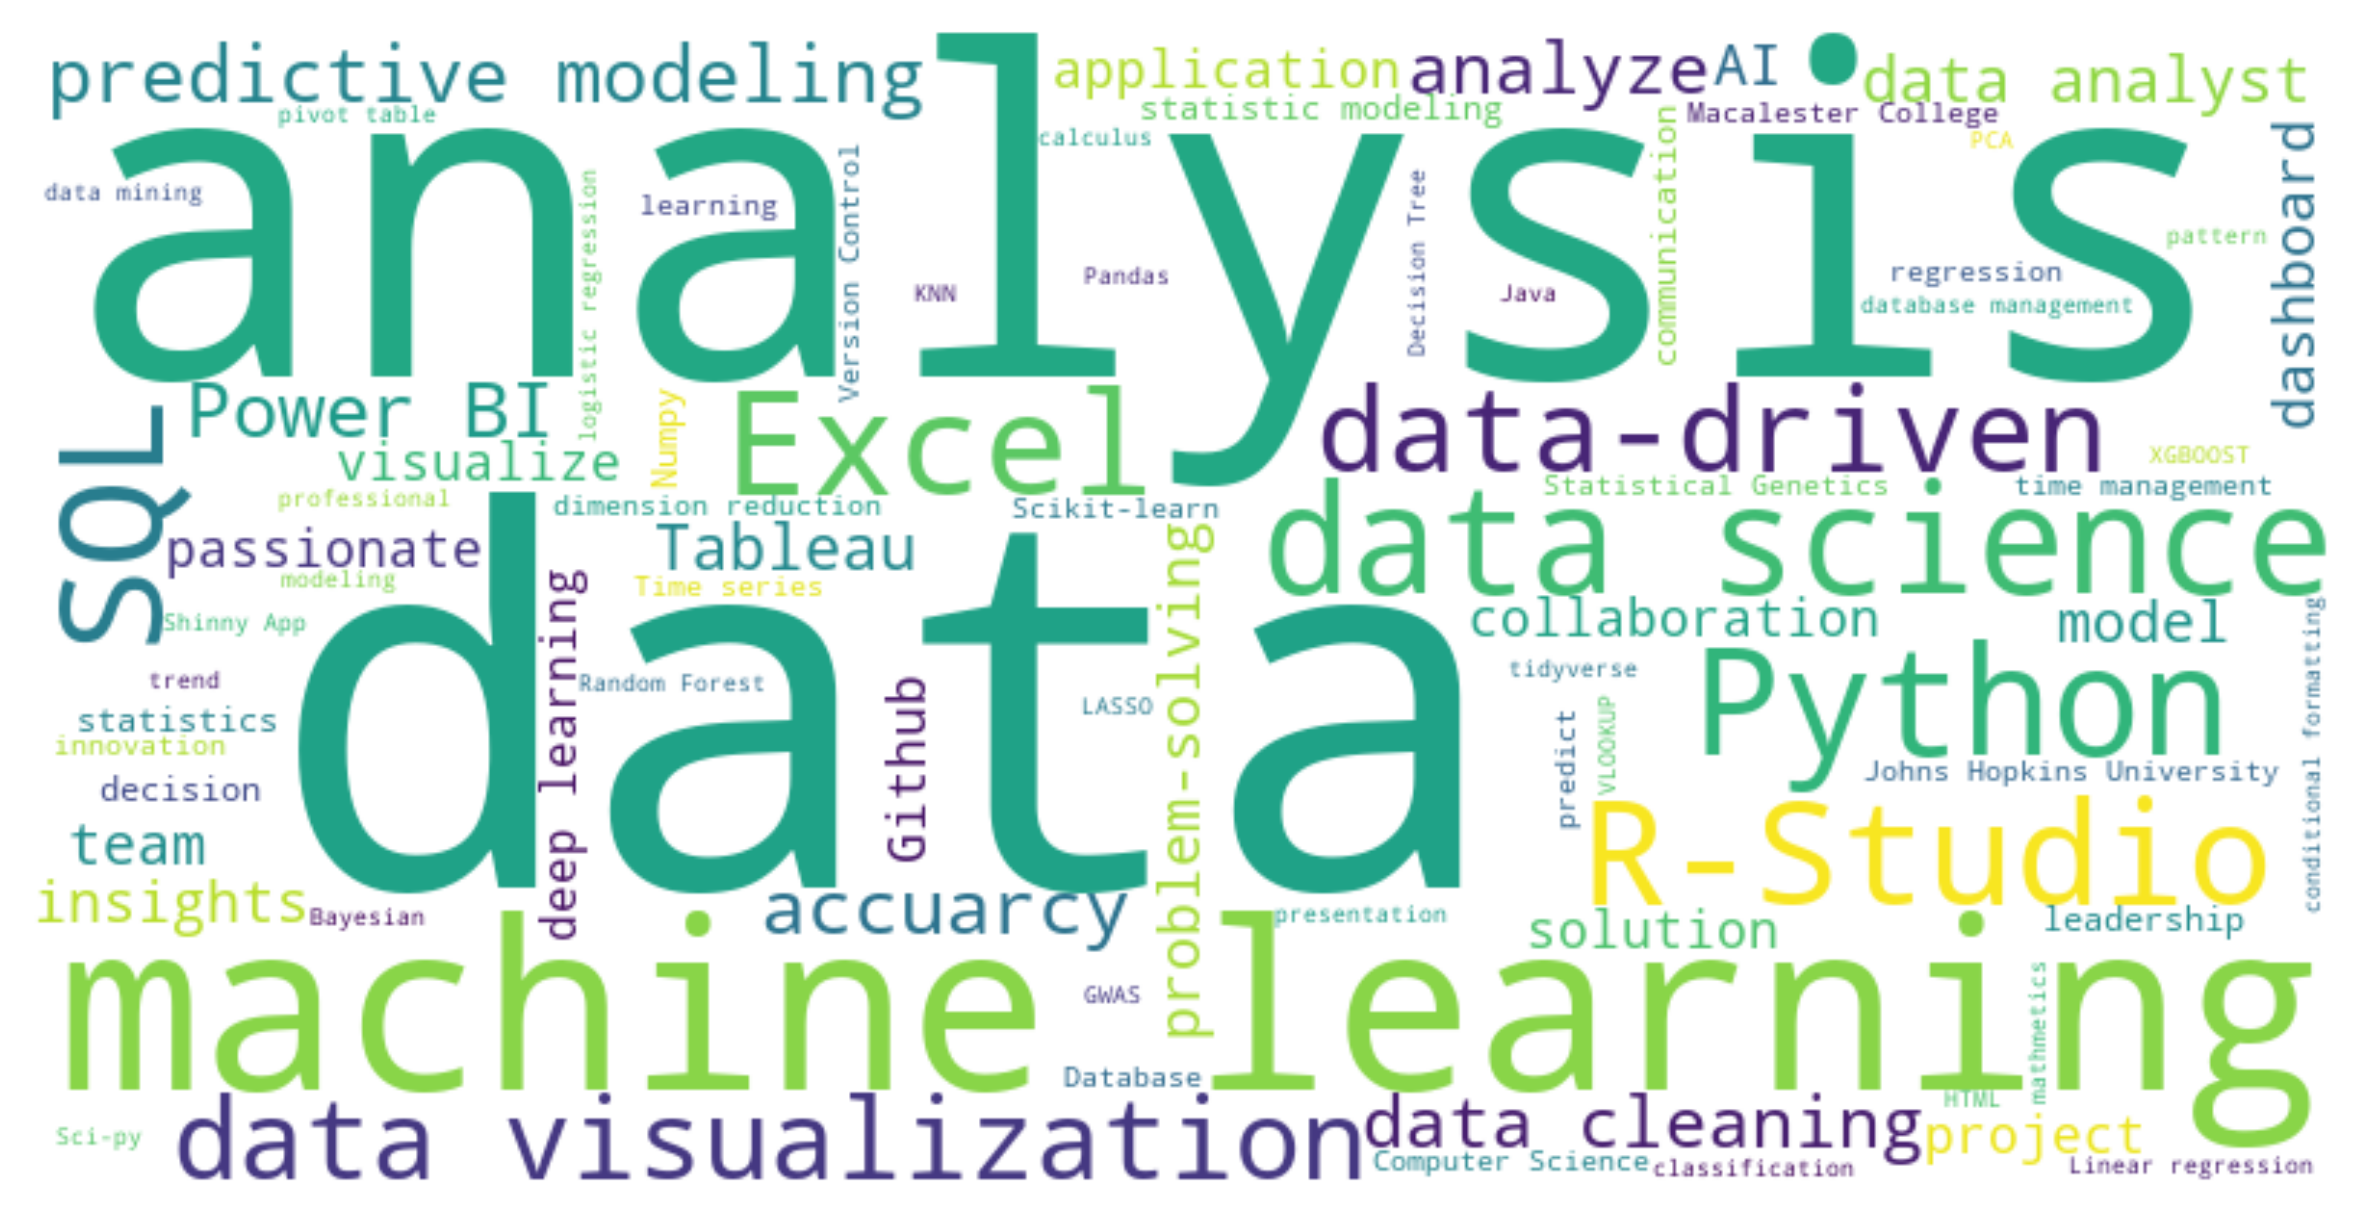 predictive modeling
application
analyze
AI
data analyst
pivot table
statistic modeling
Macalester College
analysis
calculus
PCA
dashboard
data mining
logistic regression
learning
Version Control
KNN
Pandas
Decision Tree
Java
communication
pattern
regression
database management
SQL
Power BI
visualize
Numpy
Excel
data-driven
XGBOOST
professional
dimension reduction
Scikit-learn
Statistical Genetics
time management
passionate
Tableau
data science
modeling
Time series
Shinny App
data
collaboration
model
trend
deep learning
Random Forest
Github
LASSO
problem-solving
tidyverse
Python
conditional formatting
statistics
innovation
predict
VLOOKUP
Johns Hopkins University
decision
team
R-Studio
insights
Bayesian
accuarcy
presentation
solution
leadership
machine learning
GWAS
mathmetics
Database
HTML
Sci-py
data visualization
data cleaning
project
Computer Science
classification
Linear regression